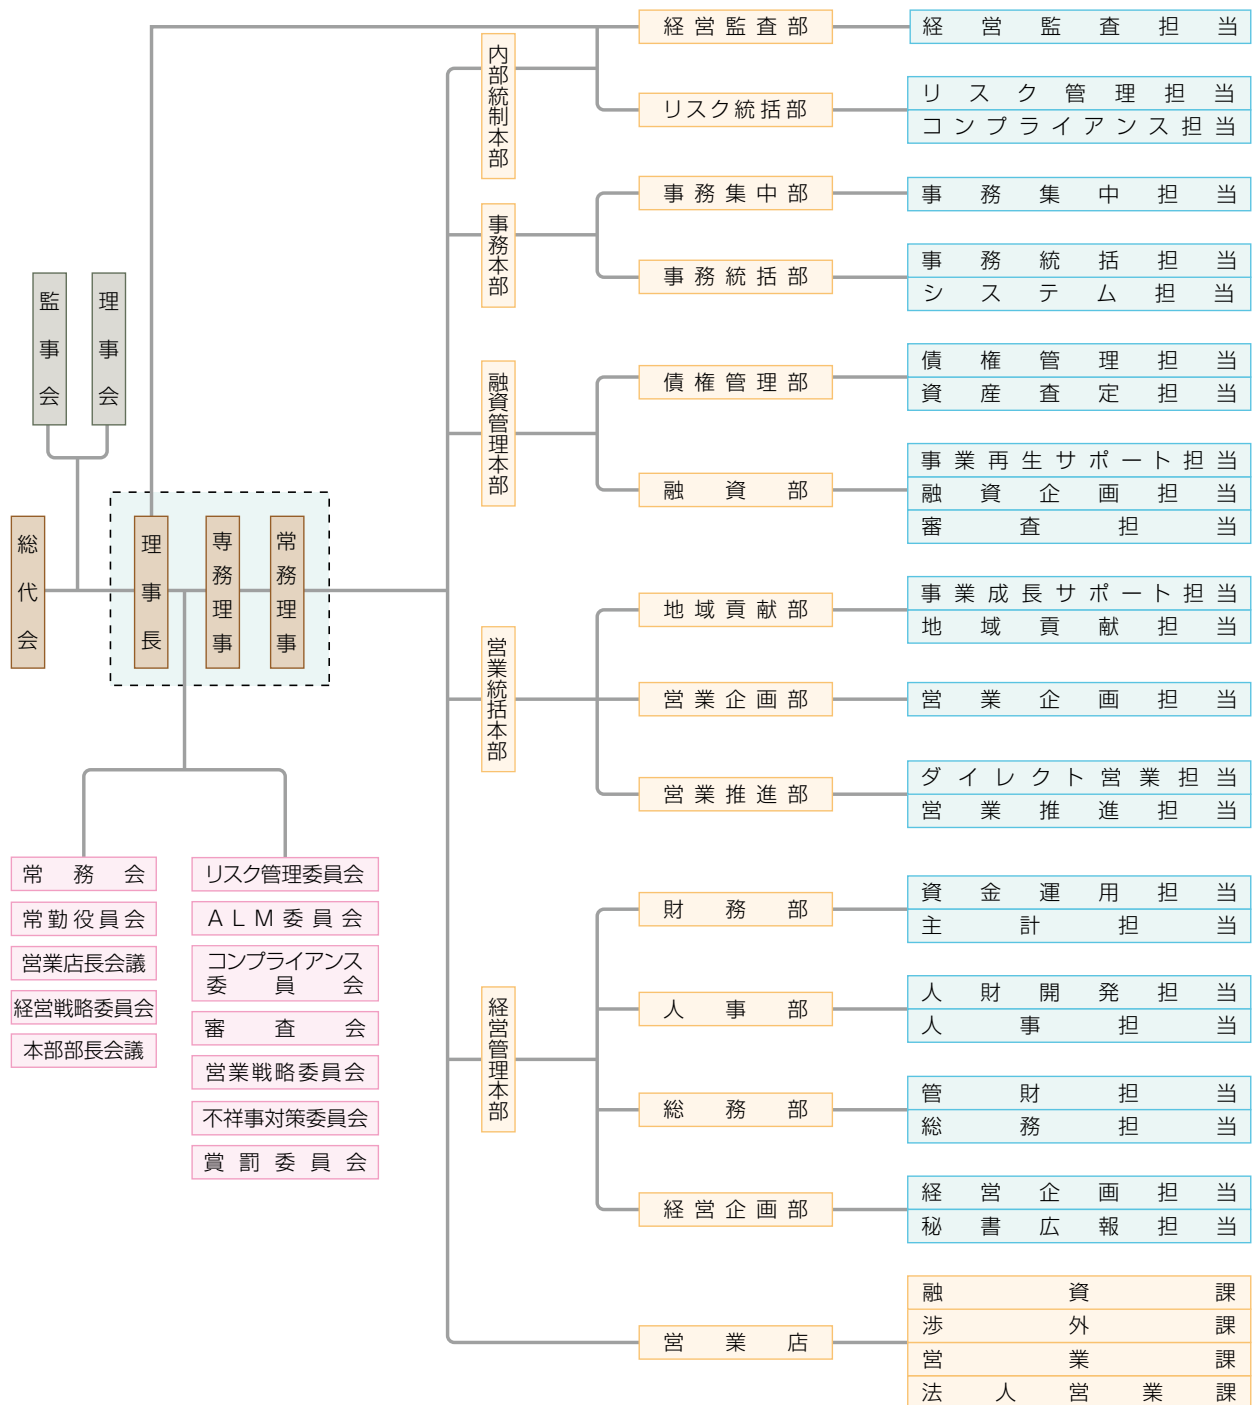 監事会
理事会
総代会
理事長
専務理事
常務理事
常務会
常勤役員会
営業店長会議
経営戦略委員会
本部部長会議
リスク管理委員会
ALM委員会
コンプライアンス
委員会
審査会
営業戦略委員会
不祥事対策委員会
賞罰委員会
内部統制本部
経営監査部
経営監査担当
リスク統括部
リスク管理担当
コンプライアンス担当
事務本部
事務集中部
事務集中担当
事務統括部
事務統括担当
システム担当
融資管理本部
債権管理部
債権管理担当
資産査定担当
融資部
事業再生サポート担当
融資企画担当
審査担当
営業統括本部
地域貢献部
事業成長サポート担当
地域貢献担当
営業企画部
営業企画担当
営業推進部
ダイレクト営業担当
営業推進担当
経営管理本部
財務部
資金運用担当
主計担当
人事部
人財開発担当
人事担当
総務部
管財担当
総務担当
経営企画部
経営企画担当
秘書広報担当
営業店
融資課
渉外課
営業課
法人営業課